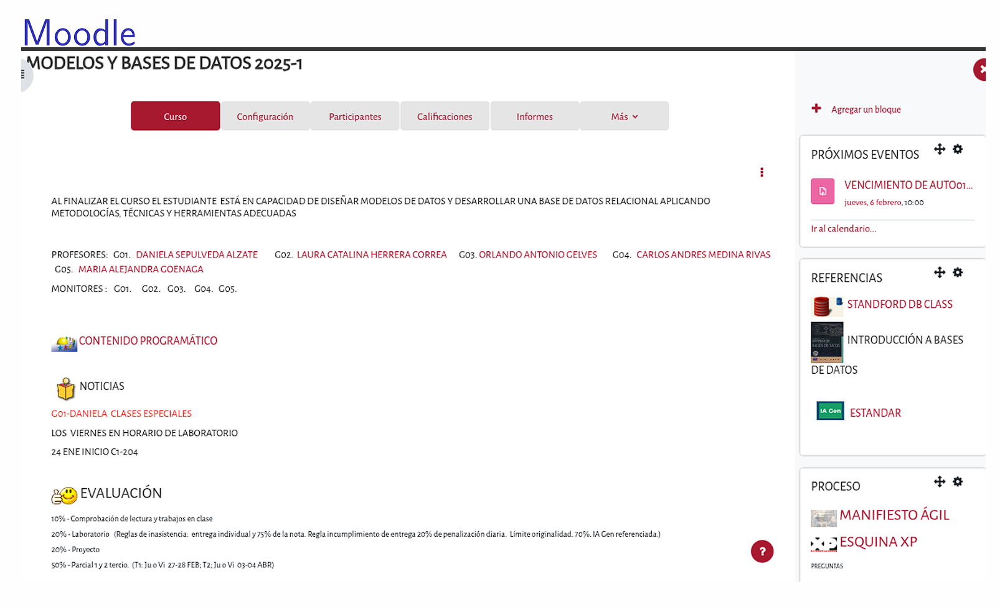 Moodle
MODELOS Y BASES DE DATOS 2025-1
Curso
Configuración
Participantes
Calificaciones
Informes
Más
AL FINALIZAR EL CURSO EL ESTUDIANTE ESTÁ EN CAPACIDAD DE DISEÑAR MODELOS DE DATOS Y DESARROLLAR UNA BASE DE DATOS RELACIONAL APLICANDO
METODOLOGÍAS, TÉCNICAS Y HERRAMIENTAS ADECUADAS
PROFESORES: G01. DANIELA SEPULVEDA ALZATE G02. LAURA CATALINA HERRERA CORREA G03. ORLANDO ANTONIO GELVES G04. CARLOS ANDRES MEDINA RIVAS
G05. MARIA ALEJANDRA GOENAGA
MONITORES : G01. G02. G03. G04. G05.
CONTENIDO PROGRAMÁTICO
NOTICIAS
G01-DANIELA CLASES ESPECIALES
LOS VIERNES EN HORARIO DE LABORATORIO
24 ENE INICIO C1-204
EVALUACIÓN
10% - Comprobación de lectura y trabajos en clase
20% - Laboratorio (Reglas de inasistencia: entrega individual y 75% de la nota. Regla incumplimiento de entrega 20% de penalización diaria. Límite originalidad. 70%. IA Gen referenciada.)
20% - Proyecto
50% - Parcial 1 y 2 tercio. (T1: Ju o Vi 27-28 FEB; T2; Ju o Vi 03-04 ABR)
?
Agregar un bloque
PRÓXIMOS EVENTOS
VENCIMIENTO DE AUTO01...
jueves, 6 febrero, 10:00
Ir al calendario...
REFERENCIAS
STANDFORD DB CLASS
BASES DE DATOS
INTRODUCCIÓN A BASES
DE DATOS
IA Gen
ESTANDAR
PROCESO
MANIFIESTO ÁGIL
XP
ESQUINA XP
PREGUNTAS